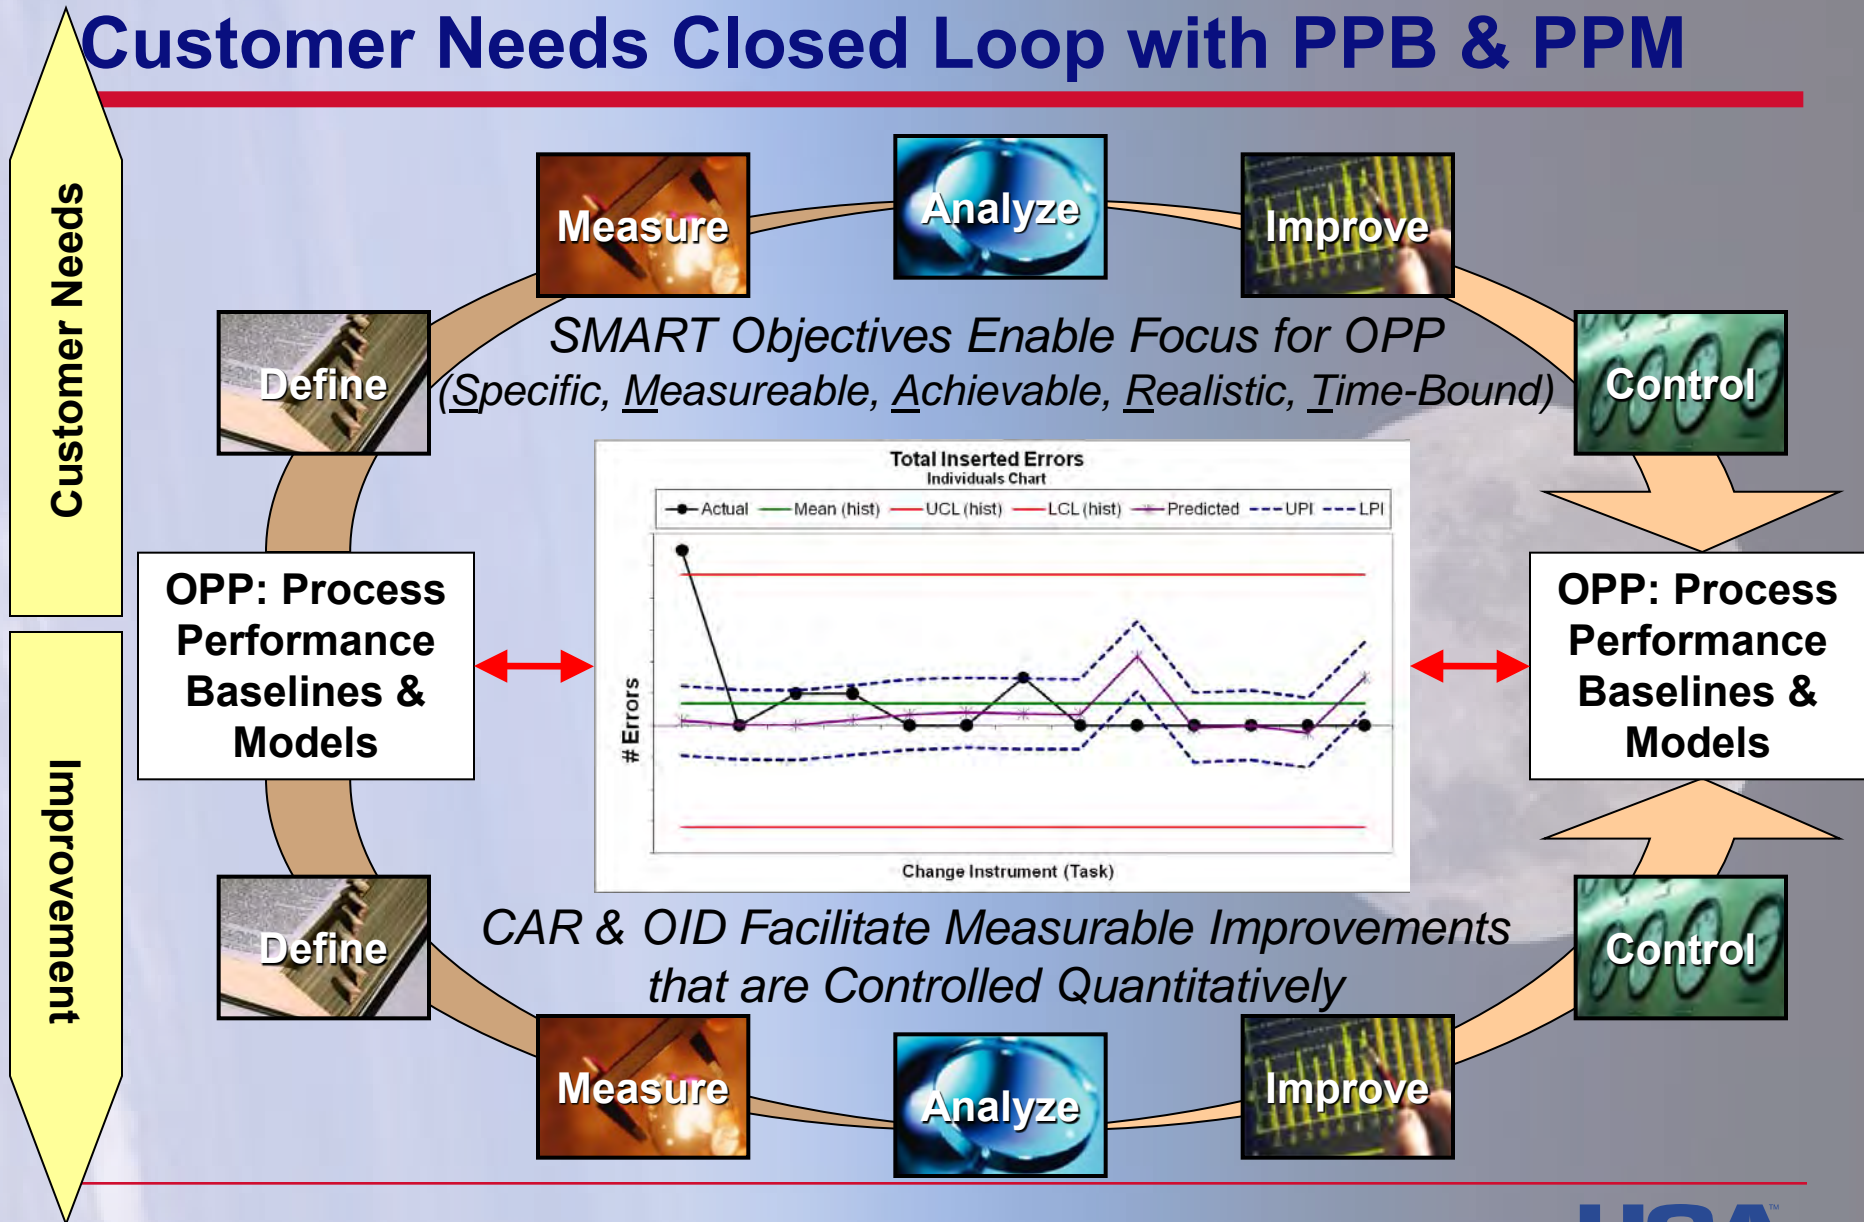 Customer Needs Closed Loop with PPB & PPM
Customer Needs
Measure
Analyze
Improve
Define
Control
SMART Objectives Enable Focus for OPP
(Specific, Measureable, Achievable, Realistic, Time-Bound)
Total Inserted Errors
Individuals Chart
Actual Mean (hist) UCL (hist) LCL (hist) Predicted UPI LPI
# Errors
Change Instrument (Task)
OPP: Process
Performance
Baselines &
Models
OPP: Process
Performance
Baselines &
Models
Improvement
CAR & OID Facilitate Measurable Improvements
that are Controlled Quantitatively
Define
Control
Measure
Analyze
Improve
USA™